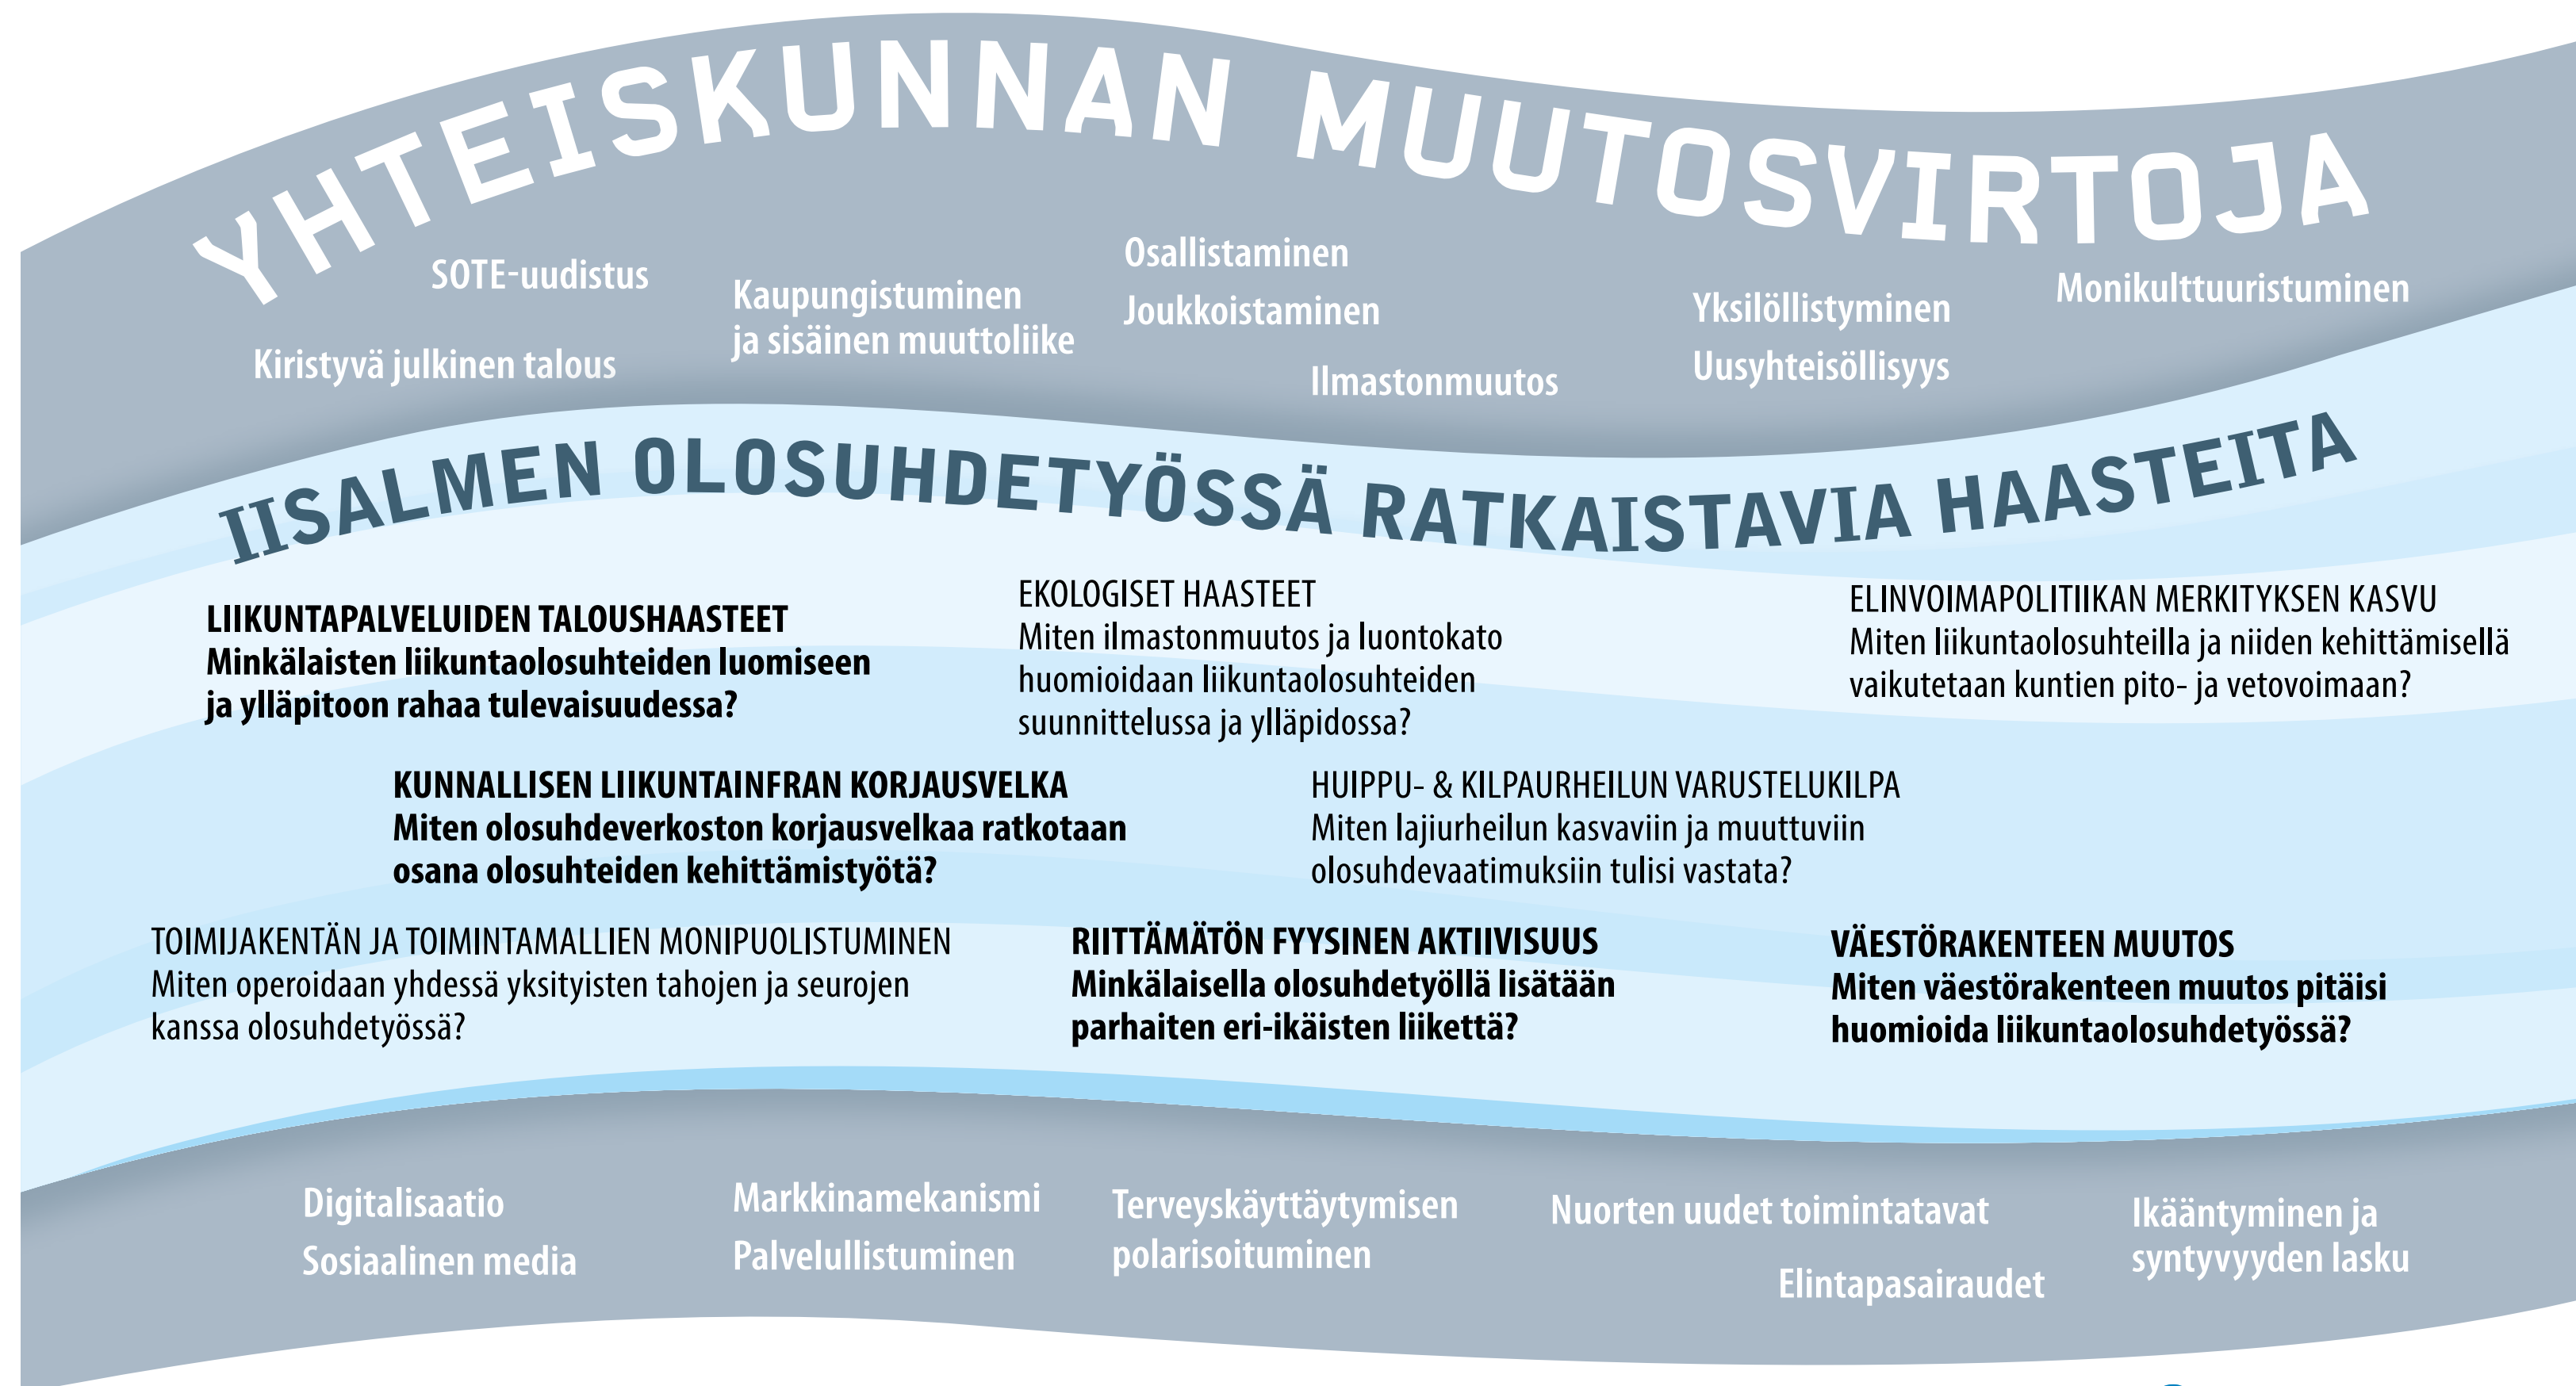 YHTEISKUNNAN MUUTOSVIRTOJA
SOTE-uudistus
Kiristyvä julkinen talous
Kaupungistuminen
ja sisäinen muuttoliike
Osallistaminen
Joukkoistaminen
Ilmastonmuutos
Yksilöllistyminen
Uusyhteisöllisyys
Monikulttuuristuminen
IISALMEN OLOSUHDETYÖSSÄ RATKAISTAVIA HAASTEITA
LIIKUNTAPALVELUIDEN TALOUSHAASTEET
Minkälaisten liikuntaolosuhteiden luomiseen
ja ylläpitoon rahaa tulevaisuudessa?
EKOLOGISET HAASTEET
Miten ilmastonmuutos ja luontokato
huomioidaan liikuntaolosuhteiden
suunnittelussa ja ylläpidossa?
ELINVOIMAPOLITIIKAN MERKITYKSEN KASVU
Miten liikuntaolosuhteilla ja niiden kehittämisellä
vaikutetaan kuntien pito- ja vetovoimaan?
KUNNALLISEN LIIKUNTAINFRAN KORJAUSVELKA
Miten olosuhdeverkoston korjausvelkaa ratkotaan
osana olosuhteiden kehittämistyötä?
HUIPPU- & KILPAURHEILUN VARUSTELUKILPA
Miten lajiurheilun kasvaviin ja muuttuviin
olosuhdevaatimuksiin tulisi vastata?
TOIMIJAKENTÄN JA TOIMINTAMALLIEN MONIPUOLISTUMINEN
Miten operoidaan yhdessä yksityisten tahojen ja seurojen
kanssa olosuhdetyössä?
RIITTÄMÄTÖN FYYSINEN AKTIIVISUUS
Minkälaisella olosuhdetyöllä lisätään
parhaiten eri-ikäisten liikettä?
VÄESTÖRAKENTEEN MUUTOS
Miten väestörakenteen muutos pitäisi
huomioida liikuntaolosuhdetyössä?
Digitalisaatio
Sosiaalinen media
Markkinamekanismi
Palvelullistuminen
Terveyskäyttäytymisen
polarisoituminen
Nuorten uudet toimintatavat
Elintapasairaudet
Ikääntyminen ja
syntyvyyden lasku